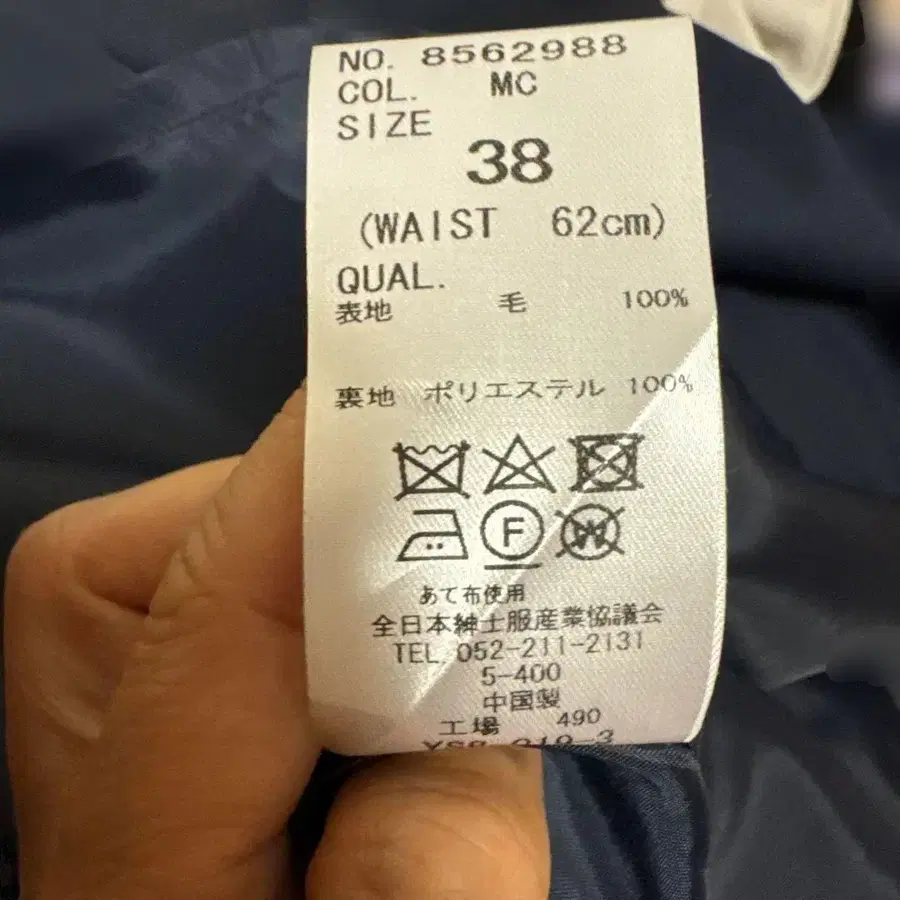 NO. 8562988
COL. MC
SIZE
38
(WAIST 62cm)
QUAL.
表地 毛 100%
裏地 ポリエステル 100%
F W
あて布使用
全日本紳士服産業協議会
TEL.052-211-2131
5-400
中国製
工場 490